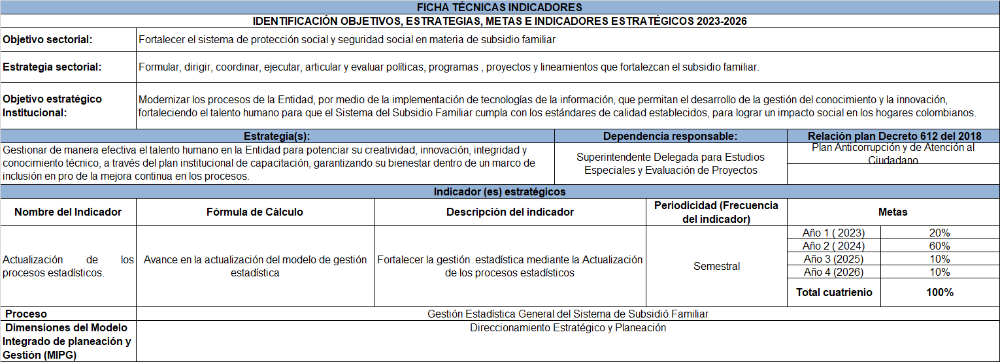 FICHA TÉCNICAS INDICADORES
IDENTIFICACIÓN OBJETIVOS, ESTRATEGIAS, METAS E INDICADORES ESTRATÉGICOS 2023-2026
Objetivo sectorial:
Fortalecer el sistema de protección social y seguridad social en materia de subsidio familiar
Estrategia sectorial:
Formular, dirigir, coordinar, ejecutar, articular y evaluar políticas, programas , proyectos y lineamientos que fortalezcan el subsidio familiar.
Objetivo estratégico
Institucional:
Modernizar los procesos de la Entidad, por medio de la implementación de tecnologías de la información, que permitan el desarrollo de la gestión del conocimiento y la innovación,
fortaleciendo el talento humano para que el Sistema del Subsidio Familiar cumpla con los estándares de calidad establecidos, para lograr un impacto social en los hogares colombianos.
Estrategia(s):
Dependencia responsable:
Relación plan Decreto 612 del 2018
Gestionar de manera efectiva el talento humano en la Entidad para potenciar su creatividad, innovación, integridad y
conocimiento técnico, a través del plan institucional de capacitación, garantizando su bienestar dentro de un marco de
inclusión en pro de la mejora continua en los procesos.
Superintendente Delegada para Estudios
Especiales y Evaluación de Proyectos
Plan Anticorrupción y de Atención al
Ciudadano
Indicador (es) estratégicos
Nombre del Indicador
Fórmula de Cálculo
Descripción del indicador
Periodicidad (Frecuencia
del indicador)
Metas
Actualización de los
procesos estadísticos.
Avance en la actualización del modelo de gestión
estadística
Fortalecer la gestión estadística mediante la Actualización
de los procesos estadísticos
Semestral
Año 1 ( 2023) 20%
Año 2 ( 2024) 60%
Año 3 (2025) 10%
Año 4 (2026) 10%
Total cuatrienio 100%
Proceso
Gestión Estadística General del Sistema de Subsidió Familiar
Dimensiones del Modelo
Integrado de planeación y
Gestión (MIPG)
Direccionamiento Estratégico y Planeación